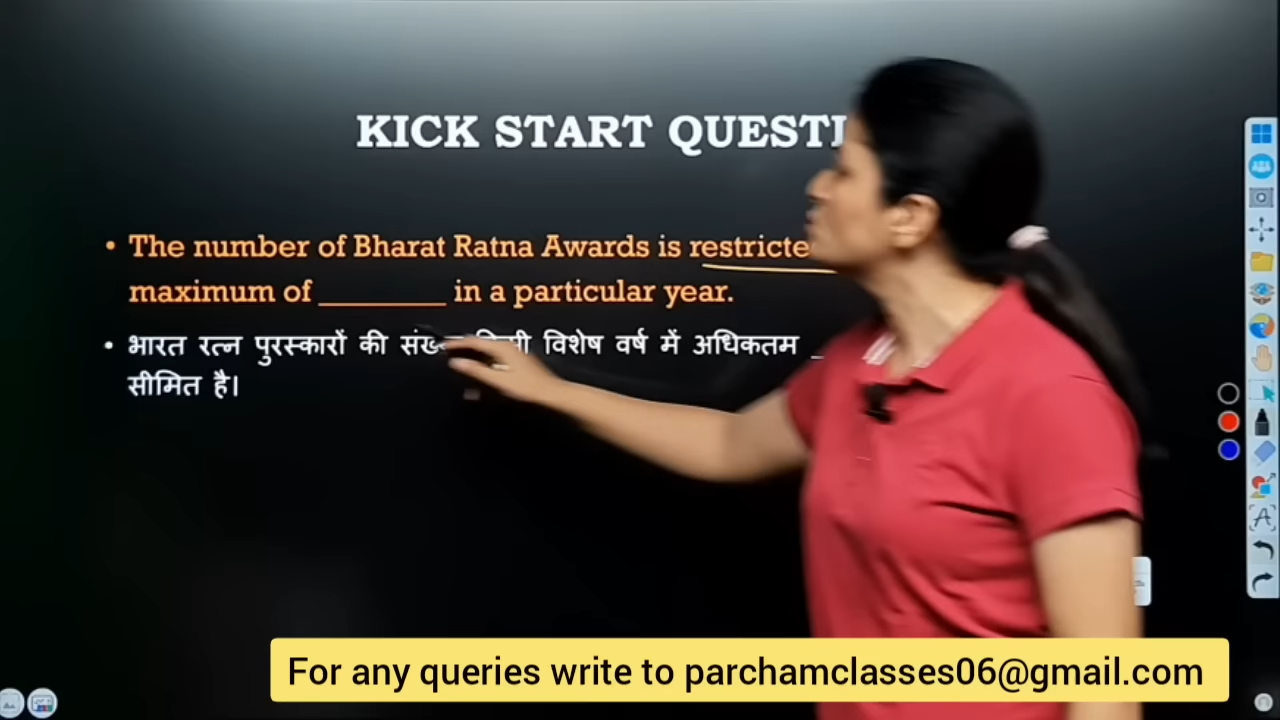 KICK START QUESTI
• The number of Bharat Ratna Awards is restricte
maximum of ________ in a particular year.
• भारत रत्न पुरस्कारों की विशेष वर्ष में अधिकतम _
सीमित है।
For any queries write to parchamclasses06@gmail.com